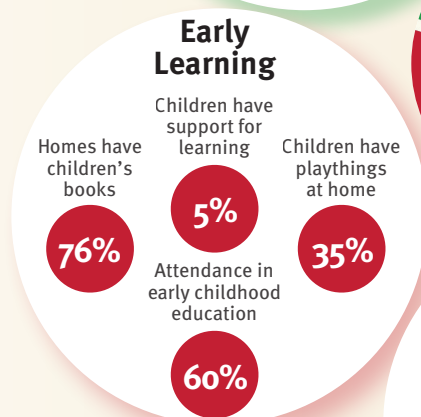 Early
Learning
Children have
support for
learning
5%
Homes have
children's
books
76%
Children have
playthings
at home
35%
Attendance in
early childhood
education
60%